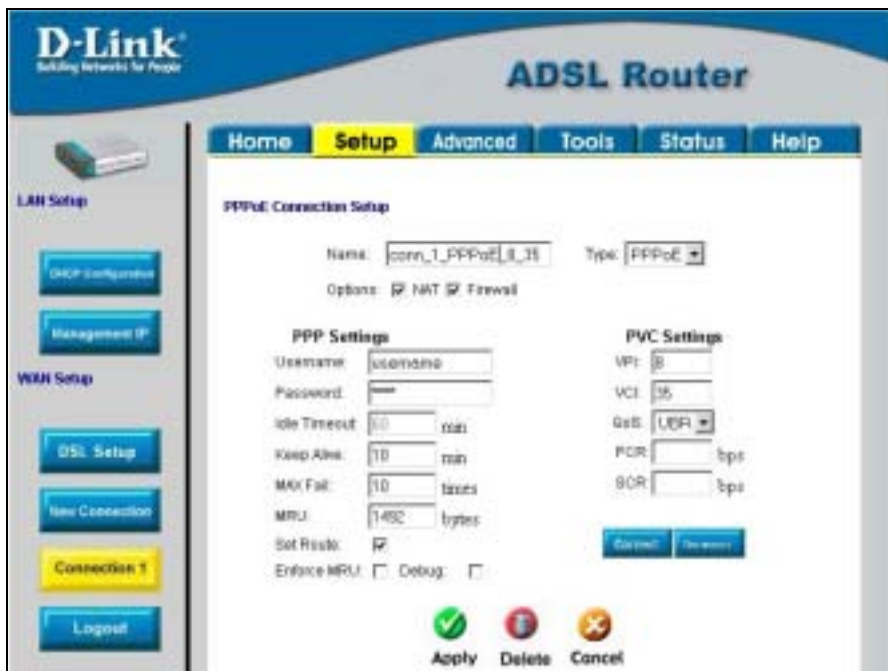 D-Link
Building Networks for People
ADSL Router
Home Setup Advanced Tools Status Help
LAN Setup
DHCP Configuration
Management IP
WAN Setup
DSL Setup
New Connection
Connection 1
Logout
PPPoE Connection Setup
Name: conn_1_PPPoE_8_35 Type: PPPoE
Options: NAT Firewall
PPP Settings
Username: username
Password: ****
Idle Timeout: 60 min
Keep Alive: 10 min
MAX Fail: 10 times
MRU: 1492 bytes
Set Route:
Enforce MRU: Debug:
PVC Settings
VPI: 8
VCI: 35
QoS: UBR
PCR: bps
SCR: bps
Connect
Apply Delete Cancel